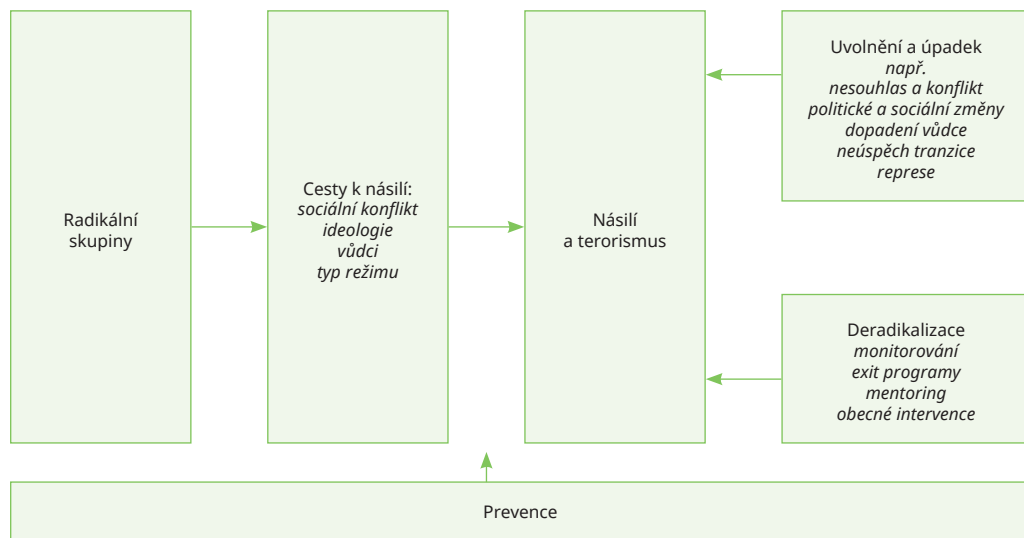 Radikální
skupiny
Cesty k násilí:
sociální konflikt
ideologie
vůdci
typ režimu
Násilí
a terorismus
Uvolnění a úpadek
např.
nesouhlas a konflikt
politické a sociální změny
dopadení vůdce
neúspěch tranzice
represe
Deradikalizace
monitorování
exit programy
mentoring
obecné intervence
Prevence